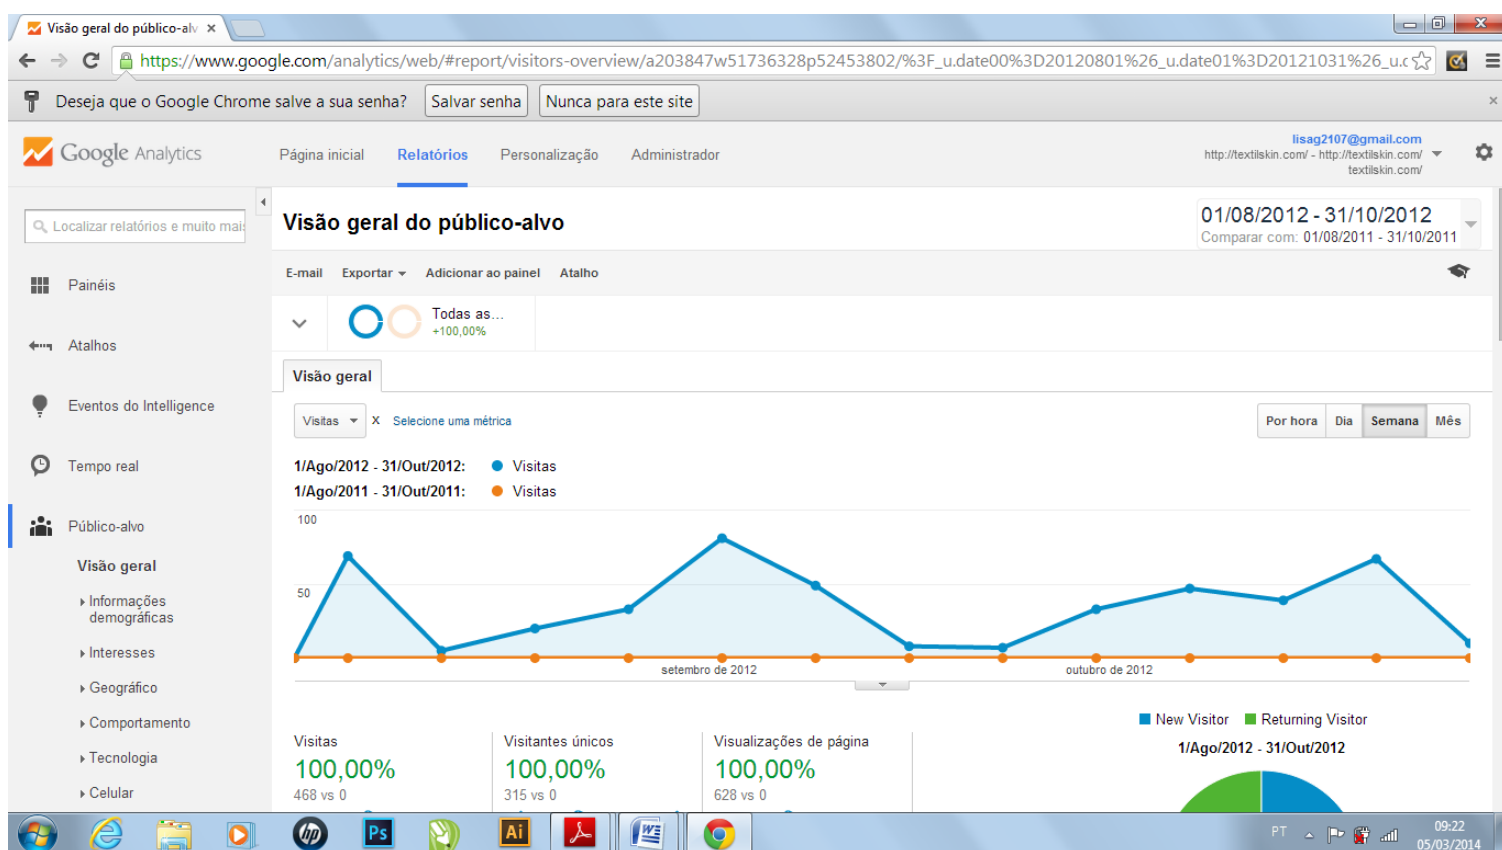 Visão geral do público-alv
https://www.google.com/analytics/web/#report/visitors-overview/a203847w51736328p52453802/%3F_u.date00%3D20120801%26_u.date01%3D20121031%26_u.c
Deseja que o Google Chrome salve a sua senha? Salvar senha Nunca para este site
Google Analytics Página inicial Relatórios Personalização Administrador
lisag2107@gmail.com
http://textilskin.com/ - http://textilskin.com/
textilskin.com/
Localizar relatórios e muito mai
Painéis
Atalhos
Eventos do Intelligence
Tempo real
Público-alvo
Visão geral
Informações
demográficas
Interesses
Geográfico
Comportamento
Tecnologia
Celular
Visão geral do público-alvo
01/08/2012 - 31/10/2012
Comparar com: 01/08/2011 - 31/10/2011
E-mail Exportar Adicionar ao painel Atalho
Todas as...
+100,00%
Visão geral
Visitas X Selecione uma métrica
Por hora Dia Semana Mês
1/Ago/2012 - 31/Out/2012: Visitas
1/Ago/2011 - 31/Out/2011: Visitas
100
50
setembro de 2012 outubro de 2012
Visitas
100,00%
468 vs 0
Visitantes únicos
100,00%
315 vs 0
Visualizações de página
100,00%
628 vs 0
New Visitor Returning Visitor
1/Ago/2012 - 31/Out/2012
hp Ps Ai W
PT
09:22
05/03/2014